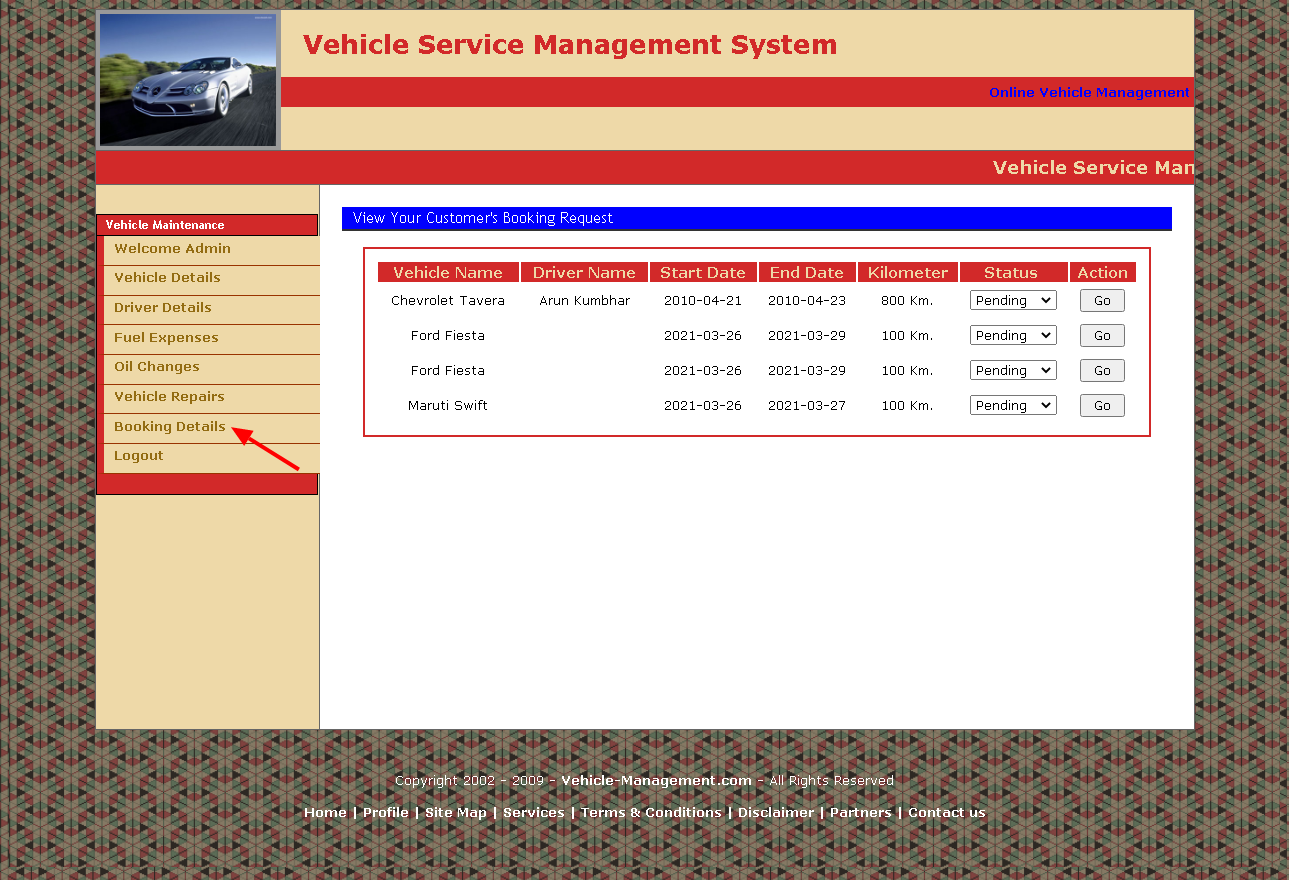 Vehicle Service Management System
Online Vehicle Management
Vehicle Service Man
Vehicle Maintenance
Welcome Admin
Vehicle Details
Driver Details
Fuel Expenses
Oil Changes
Vehicle Repairs
Booking Details
Logout
View Your Customer's Booking Request
Vehicle Name Driver Name Start Date End Date Kilometer Status Action
Chevrolet Tavera Arun Kumbhar 2010-04-21 2010-04-23 800 Km. Pending Go
Ford Fiesta 2021-03-26 2021-03-29 100 Km. Pending Go
Ford Fiesta 2021-03-26 2021-03-29 100 Km. Pending Go
Maruti Swift 2021-03-26 2021-03-27 100 Km. Pending Go
Copyright 2002 - 2009 - Vehicle-Management.com - All Rights Reserved
Home | Profile | Site Map | Services | Terms & Conditions | Disclaimer | Partners | Contact us